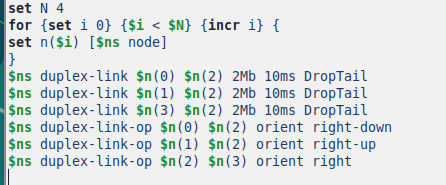 set N 4
for {set i 0} {$i < $N} {incr i} {
set n($i) [$ns node]
}
$ns duplex-link $n(0) $n(2) 2Mb 10ms DropTail
$ns duplex-link $n(1) $n(2) 2Mb 10ms DropTail
$ns duplex-link $n(3) $n(2) 2Mb 10ms DropTail
$ns duplex-link-op $n(0) $n(2) orient right-down
$ns duplex-link-op $n(1) $n(2) orient right-up
$ns duplex-link-op $n(2) $n(3) orient right